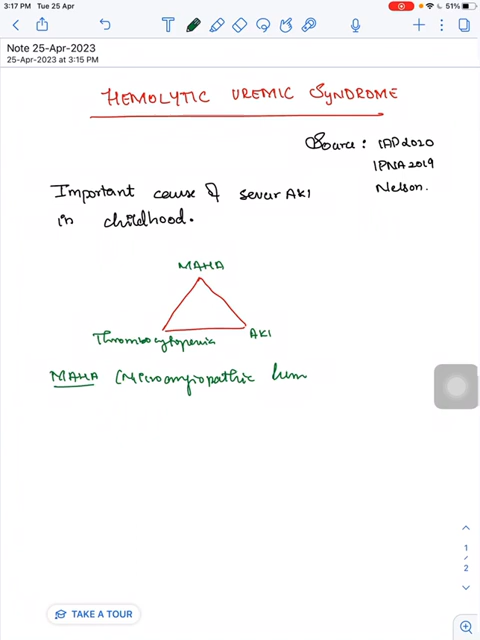 3:17 PM Tue 25 Apr
51%
Note 25-Apr-2023
25-Apr-2023 at 3:15 PM
HEMOLYTIC UREMIC SYNDROME
Source: IAP 2020
IPNA 2019
Nelson.
Important cause of sever AKI
in childhood.
MAHA
Thrombocytopenia AKI
MAHA (Microangiopathic hem
1
/
2
TAKE A TOUR